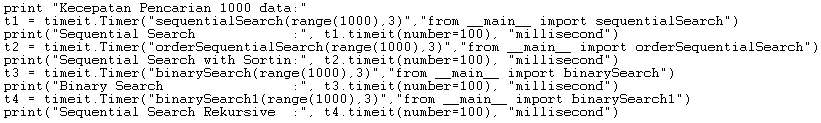 print "Kecepatan Pencarian 1000 data:"
t1 = timeit.Timer("sequentialSearch(range(1000),3)","from __main__ import sequentialSearch")
print("Sequential Search            :", t1.timeit(number=100), "millisecond")
t2 = timeit.Timer("orderSequentialSearch(range(1000),3)","from __main__ import orderSequentialSearch")
print("Sequential Search with Sortin:", t2.timeit(number=100), "millisecond")
t3 = timeit.Timer("binarySearch(range(1000),3)","from __main__ import binarySearch")
print("Binary Search                :", t3.timeit(number=100), "millisecond")
t4 = timeit.Timer("binarySearch1(range(1000),3)","from __main__ import binarySearch1")
print("Sequential Search Rekursive  :", t4.timeit(number=100), "millisecond")